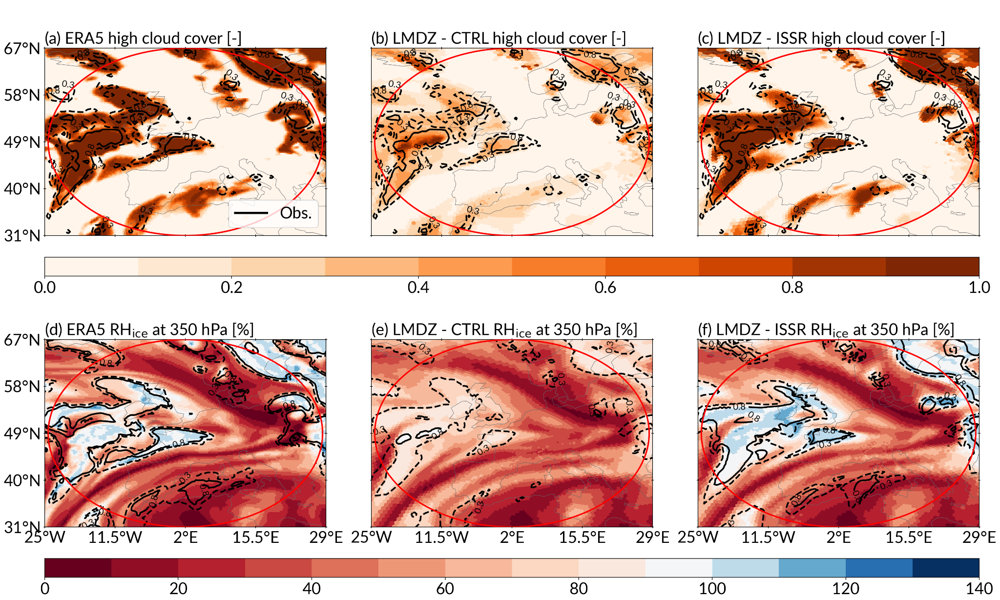 (a) ERA5 high cloud cover [-]
(b) LMDZ - CTRL high cloud cover [-]
(c) LMDZ - ISSR high cloud cover [-]
67°N
58°N
49°N
40°N
31°N
Obs.
0.0 0.2 0.4 0.6 0.8 1.0
(d) ERA5 RHice at 350 hPa [%]
(e) LMDZ - CTRL RHice at 350 hPa [%]
(f) LMDZ - ISSR RHice at 350 hPa [%]
67°N
58°N
49°N
40°N
31°N
25°W 11.5°W 2°E 15.5°E 29°E
25°W 11.5°W 2°E 15.5°E 29°E
25°W 11.5°W 2°E 15.5°E 29°E
0 20 40 60 80 100 120 140